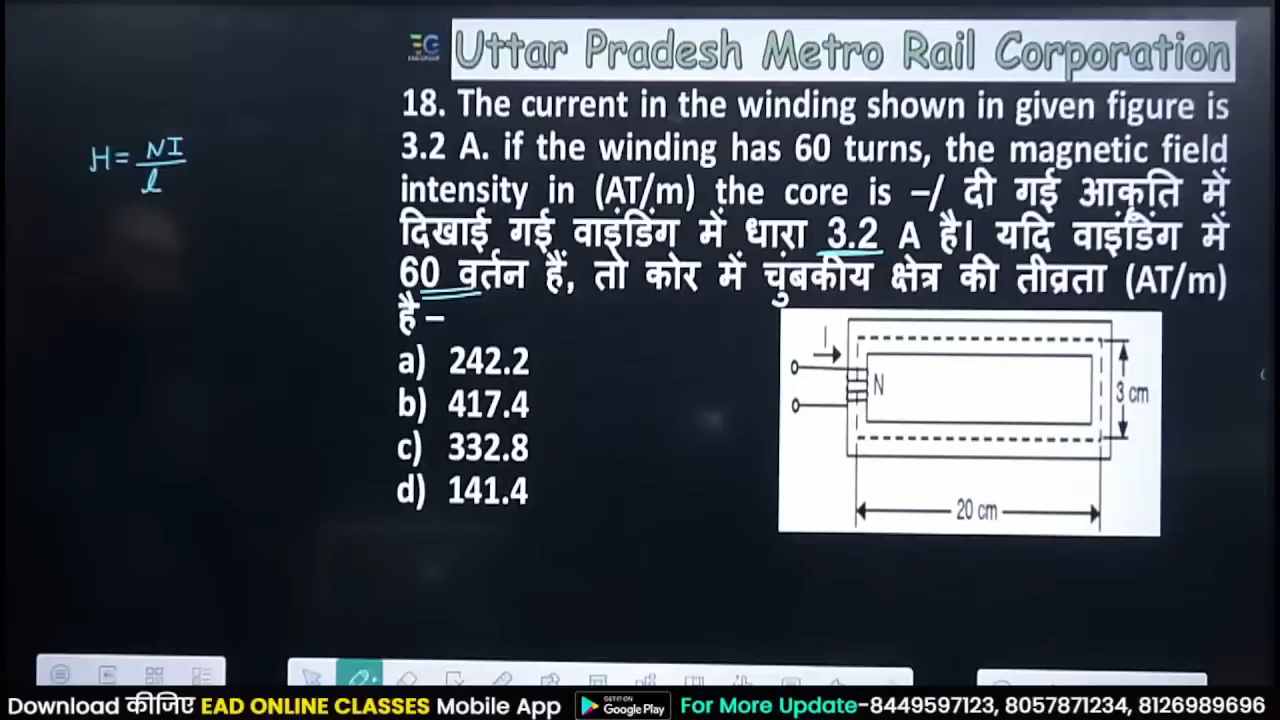 Uttar Pradesh Metro Rail Corporation
18. The current in the winding shown in given figure is
3.2 A. if the winding has 60 turns, the magnetic field
intensity in (AT/m) the core is –/ दी गई आकृति में
दिखाई गई वाइंडिंग में धारा 3.2 A है। यदि वाइंडिंग में
60 वर्तन हैं, तो कोर में चुंबकीय क्षेत्र की तीव्रता (AT/m)
है –
H = NI
l
a) 242.2
b) 417.4
c) 332.8
d) 141.4
I
N
3 cm
20 cm
Download कीजिए EAD ONLINE CLASSES Mobile App
GET IT ON
Google Play
For More Update-8449597123, 8057871234, 8126989696